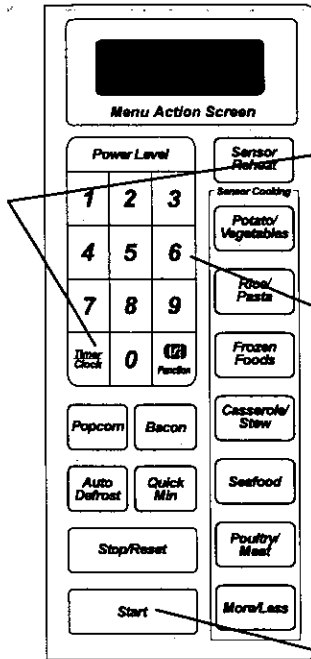 Menu Action Screen
Power Level
1 2 3
4 5 6
7 8 9
Timer
Clock
0
Function
Popcorn
Bacon
Auto
Defrost
Quick
Min
Stop/Reset
Start
Sensor
Reheat
Sensor Cooking
Potato/
Vegetables
Rice/
Pasta
Frozen
Foods
Casserole/
Stew
Seafood
Poultry/
Meat
More/Less